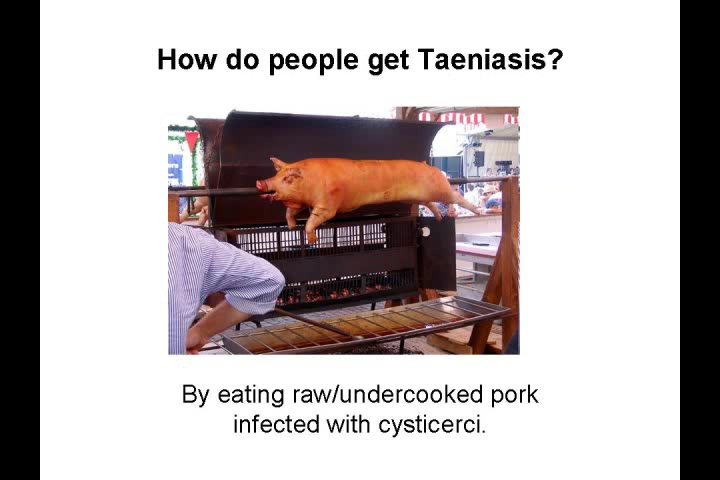 How do people get Taeniasis?
By eating raw/undercooked pork
infected with cysticerci.